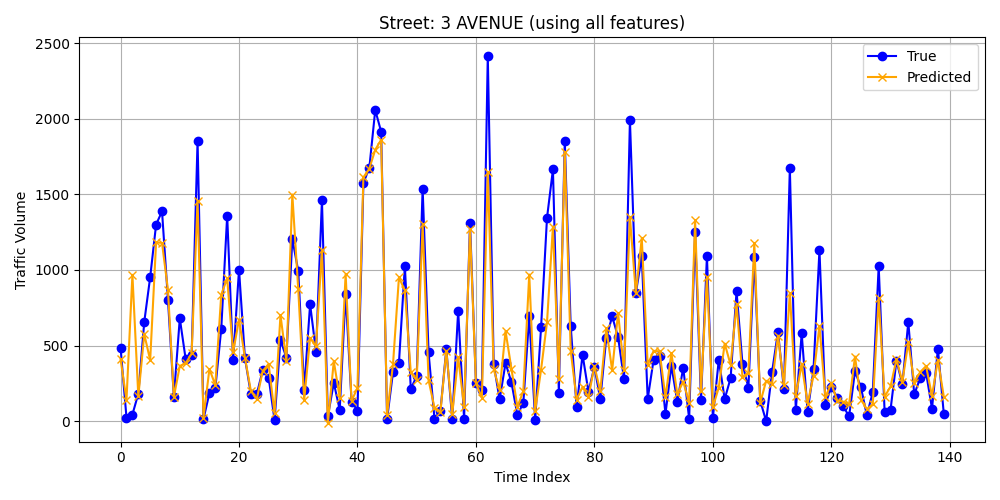 Street: 3 AVENUE (using all features)
True
Predicted
Traffic Volume
2500
2000
1500
1000
500
0
0 20 40 60 80 100 120 140
Time Index